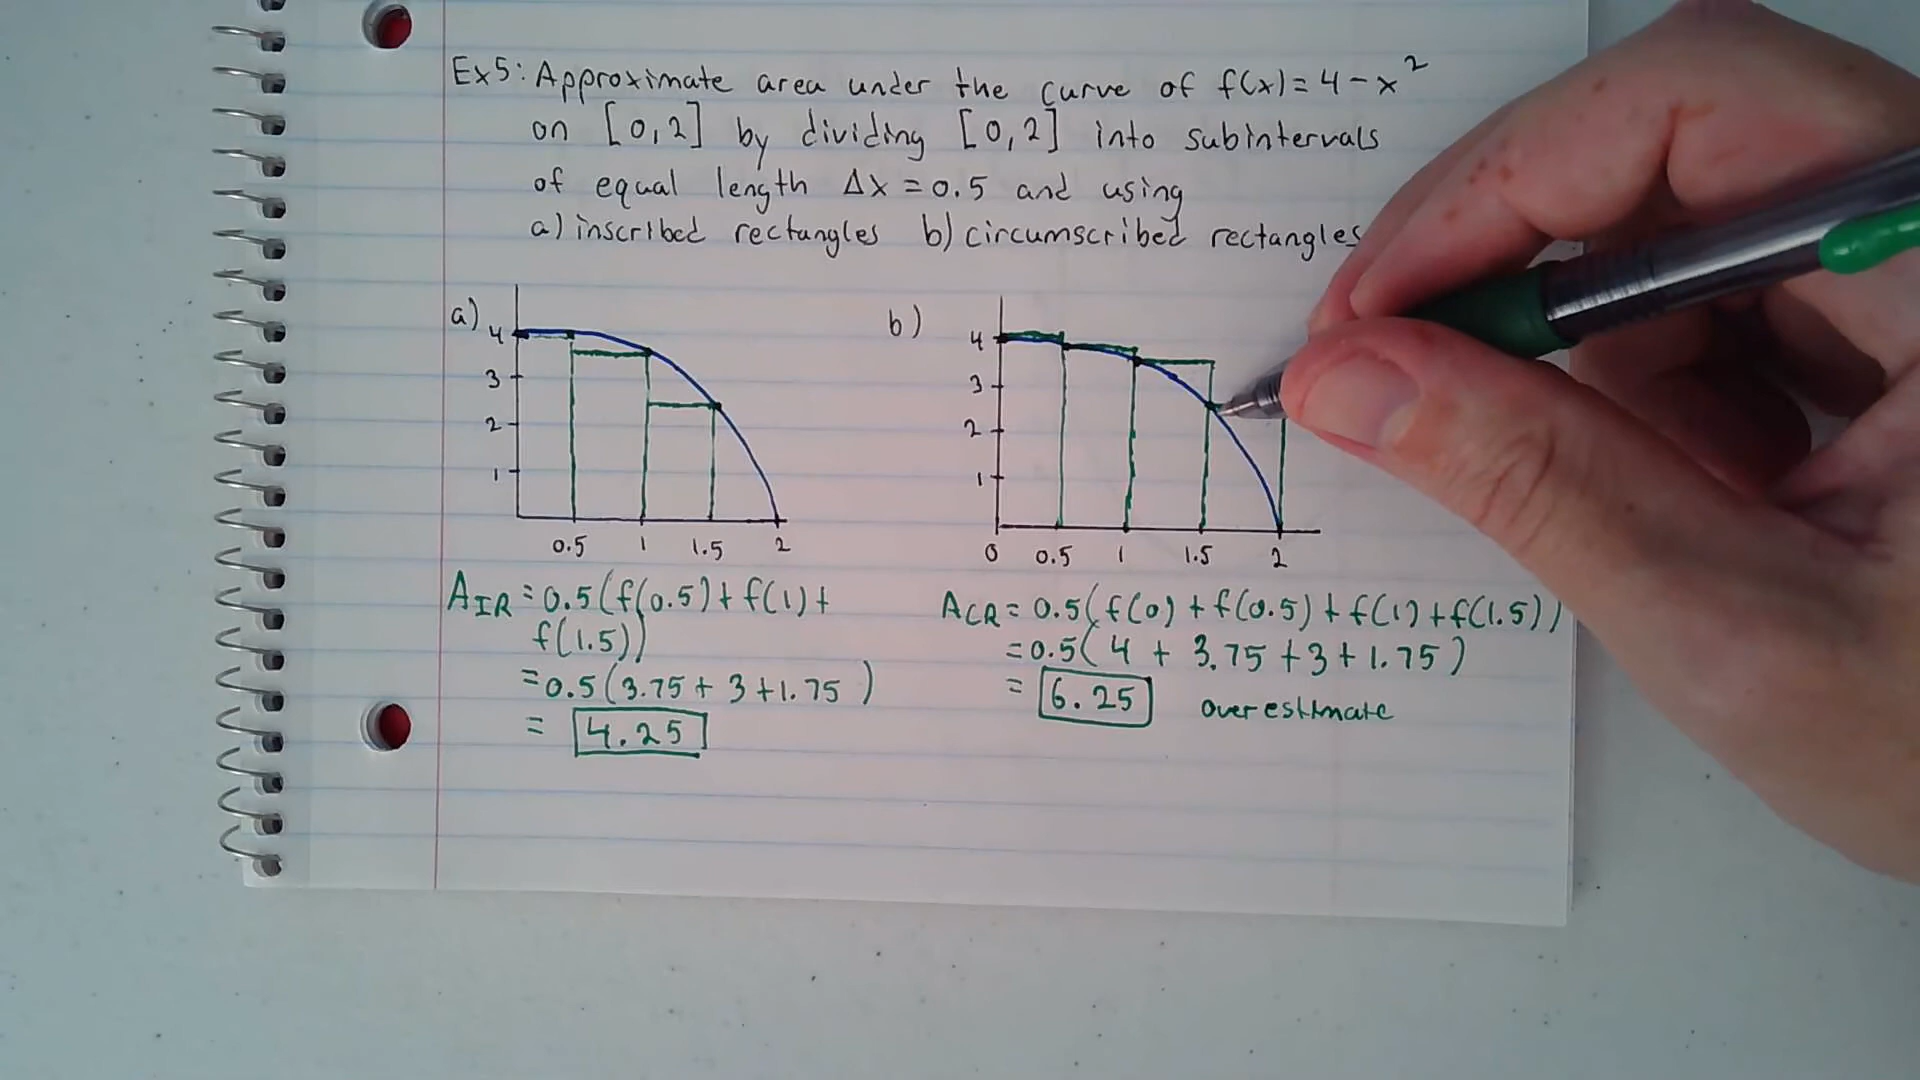 Ex5: Approximate area under the curve of f(x) = 4 - x²
on [0,2] by dividing [0,2] into subintervals
of equal length Δx = 0.5 and using
a) inscribed rectangles b) circumscribed rectangles
a)
4
3
2
1
0.5 1 1.5 2
A_IR = 0.5(f(0.5) + f(1) +
f(1.5))
= 0.5(3.75 + 3 + 1.75)
= 4.25
b)
4
3
2
1
0 0.5 1 1.5 2
A_CR = 0.5(f(0) + f(0.5) + f(1) + f(1.5))
= 0.5(4 + 3.75 + 3 + 1.75)
= 6.25 overestimate